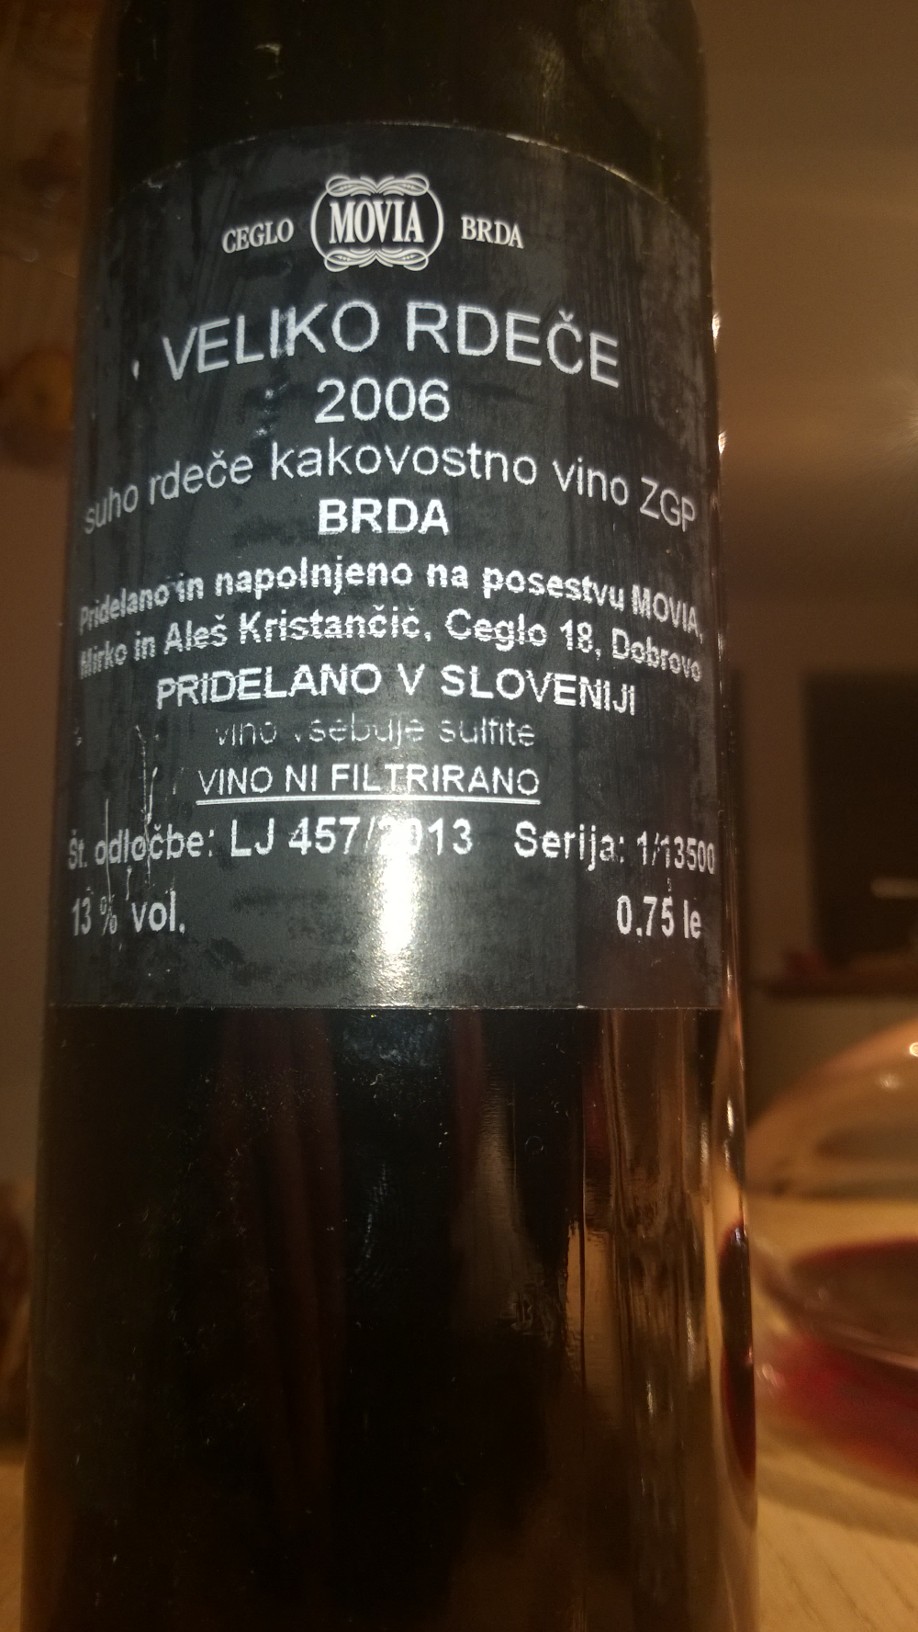 CEGLO MOVIA BRDA
VELIKO RDEČE
2006
suho rdeče kakovostno vino ZGP
BRDA
Pridelano in napolnjeno na posestvu MOVIA,
Mirko in Aleš Kristančič, Ceglo 18, Dobrovo
PRIDELANO V SLOVENIJI
vino vsebuje sulfite
VINO NI FILTRIRANO
Št. odločbe: LJ 457/2013 Serija: 1/13500
13 % vol. 0.75 le